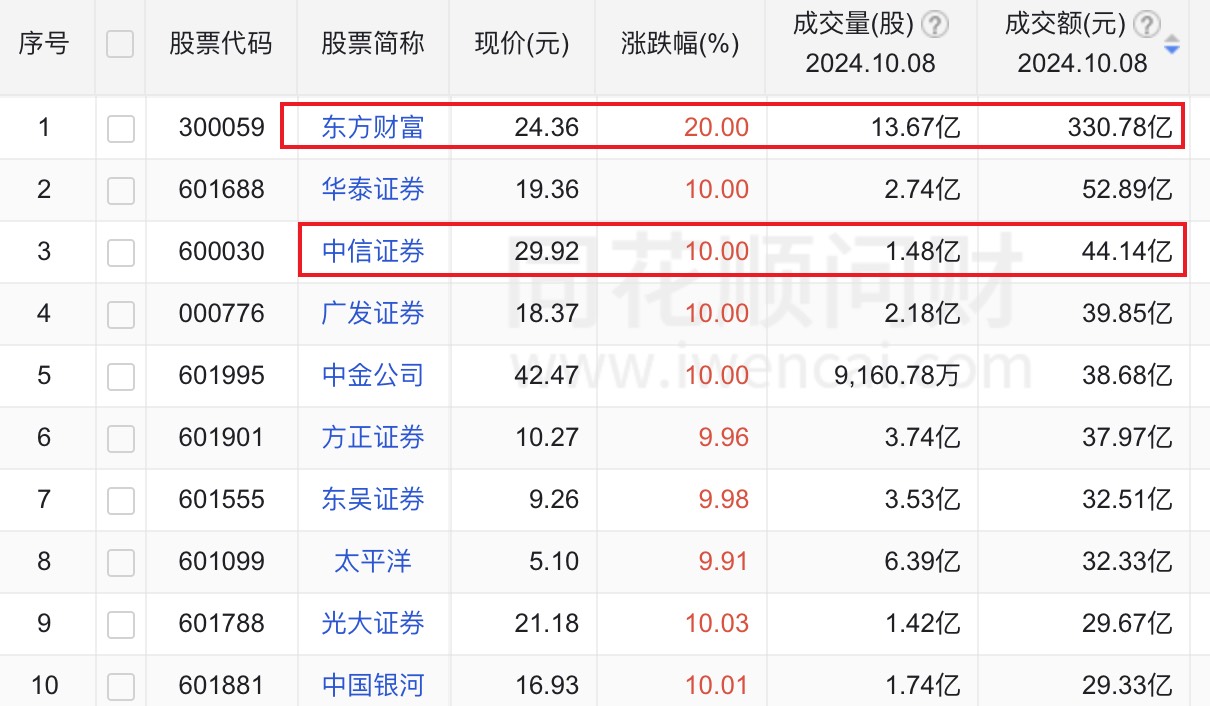 序号 股票代码 股票简称 现价(元) 涨跌幅(%) 成交量(股) ? 2024.10.08 成交额(元) ? 2024.10.08
1 300059 东方财富 24.36 20.00 13.67亿 330.78亿
2 601688 华泰证券 19.36 10.00 2.74亿 52.89亿
3 600030 中信证券 29.92 10.00 1.48亿 44.14亿
4 000776 广发证券 18.37 10.00 2.18亿 39.85亿
5 601995 中金公司 42.47 10.00 9,160.78万 38.68亿
6 601901 方正证券 10.27 9.96 3.74亿 37.97亿
7 601555 东吴证券 9.26 9.98 3.53亿 32.51亿
8 601099 太平洋 5.10 9.91 6.39亿 32.33亿
9 601788 光大证券 21.18 10.03 1.42亿 29.67亿
10 601881 中国银河 16.93 10.01 1.74亿 29.33亿
同花顺问财
www.iwencai.com